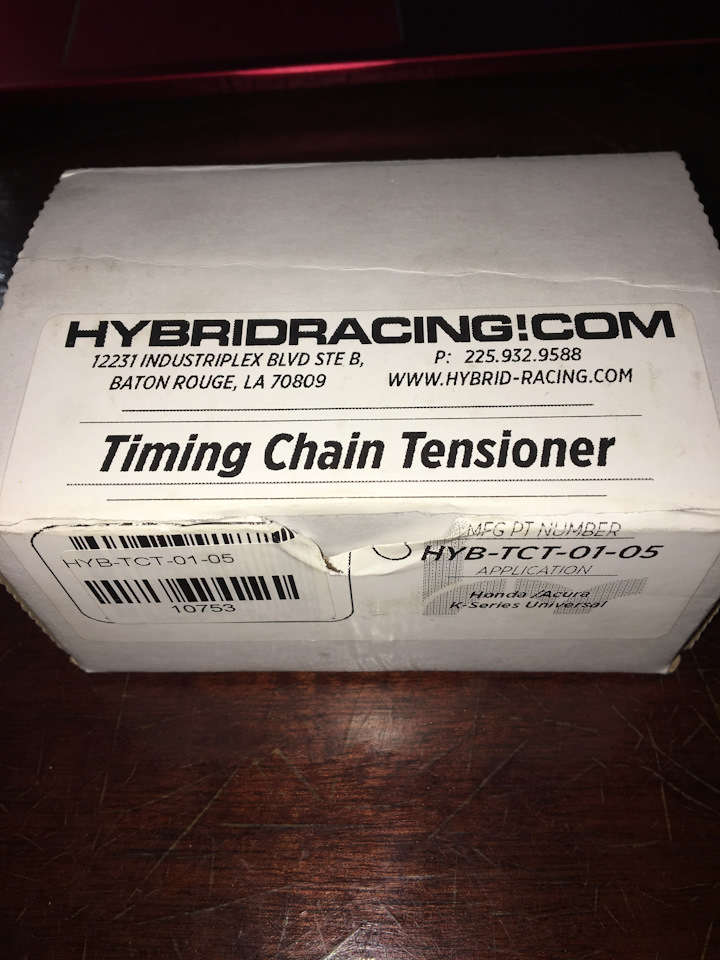 HYBRIDRACING!COM
12231 INDUSTRIPLEX BLVD STE B,
BATON ROUGE, LA 70809
P: 225.932.9588
WWW.HYBRID-RACING.COM
Timing Chain Tensioner
HYB-TCT-01-05
10753
MFG PT NUMBER
HYB-TCT-01-05
APPLICATION
Honda /Acura
K-Series Universal